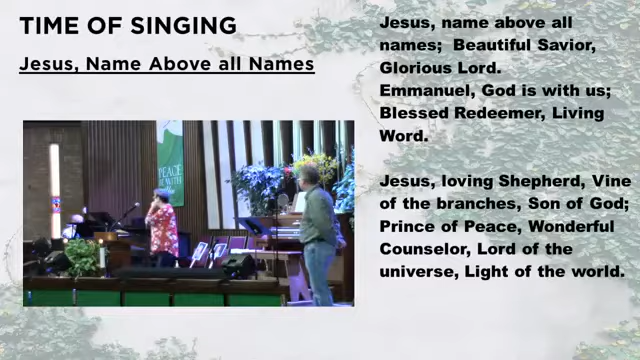 TIME OF SINGING
Jesus, Name Above all Names
Jesus, name above all
names;  Beautiful Savior,
Glorious Lord.
Emmanuel, God is with us;
Blessed Redeemer, Living
Word.
Jesus, loving Shepherd, Vine
of the branches, Son of God;
Prince of Peace, Wonderful
Counselor, Lord of the
universe, Light of the world.
PEACE
BE WITH